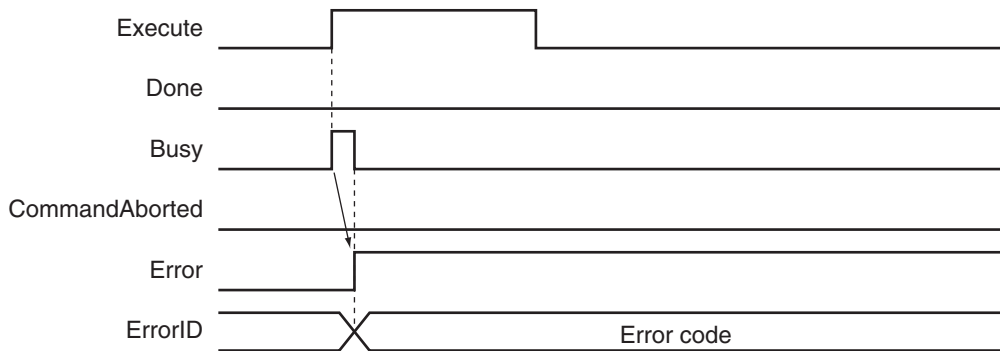 Execute
Done
Busy
CommandAborted
Error
ErrorID
Error code